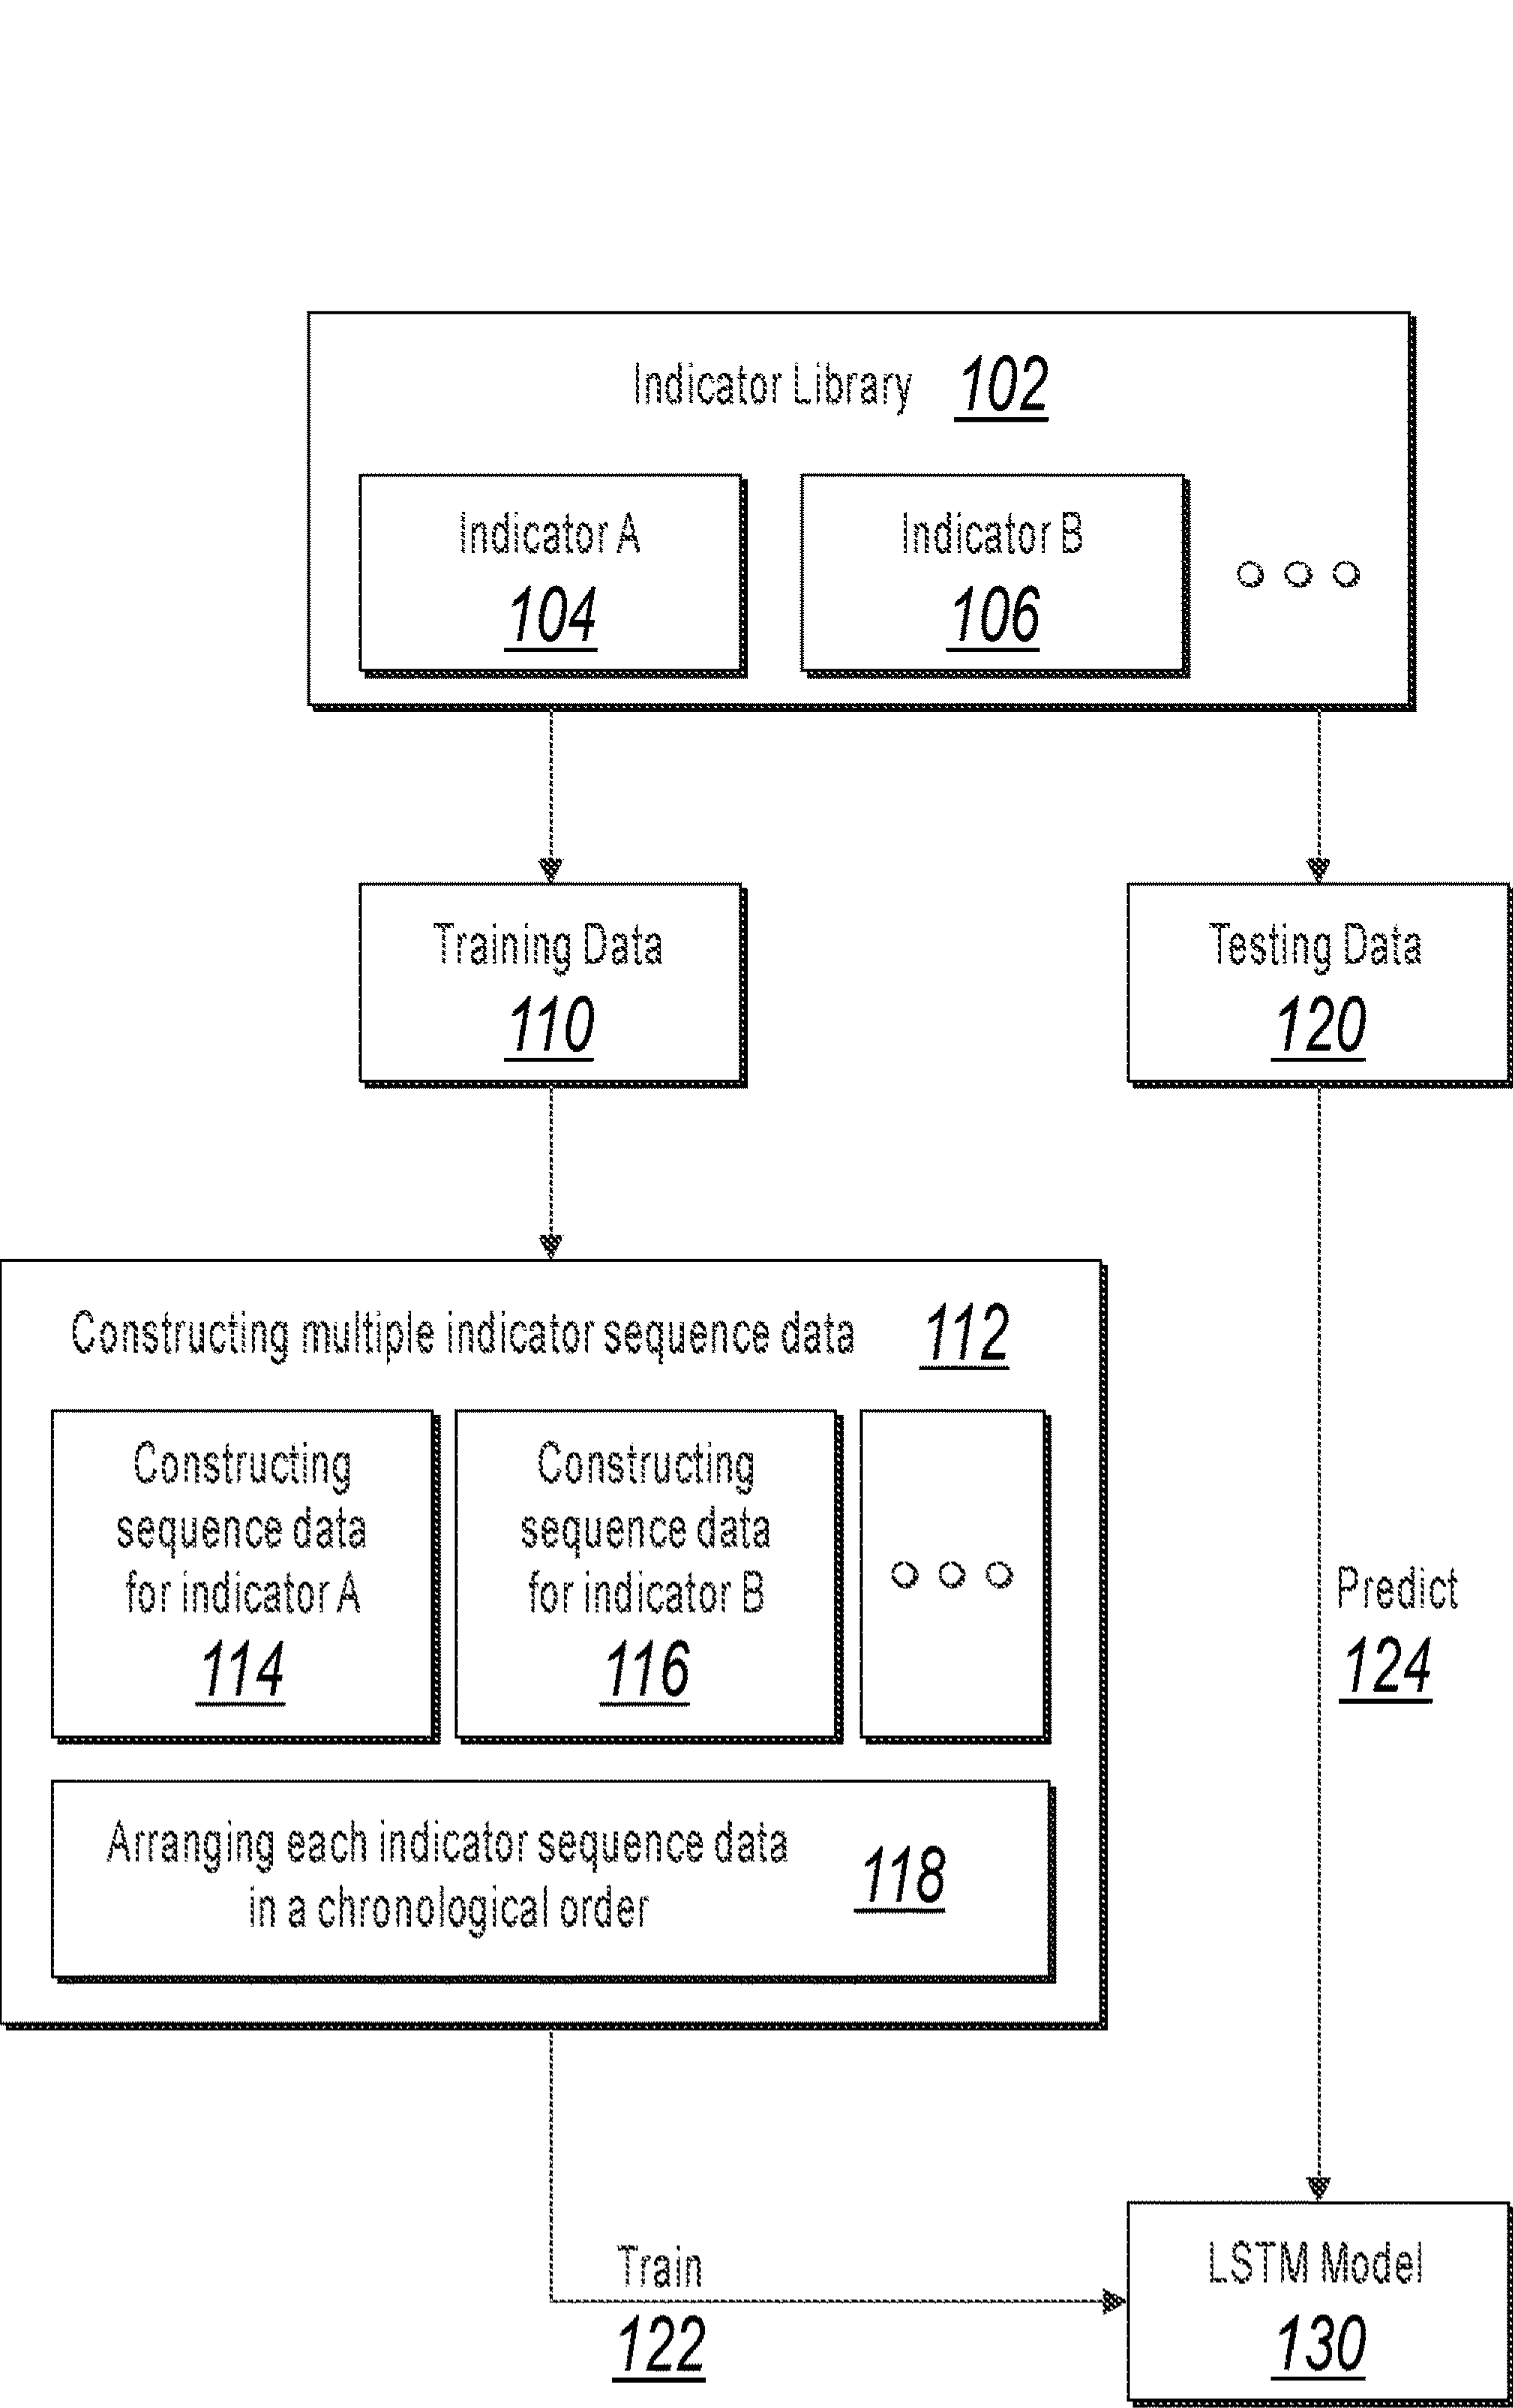 Indicator Library 102
Indicator A
104
Indicator B
106
Training Data
110
Testing Data
120
Constructing multiple indicator sequence data 112
Constructing
sequence data
for indicator A
114
Constructing
sequence data
for indicator B
116
Arranging each indicator sequence data
in a chronological order
118
Predict
124
Train
122
LSTM Model
130